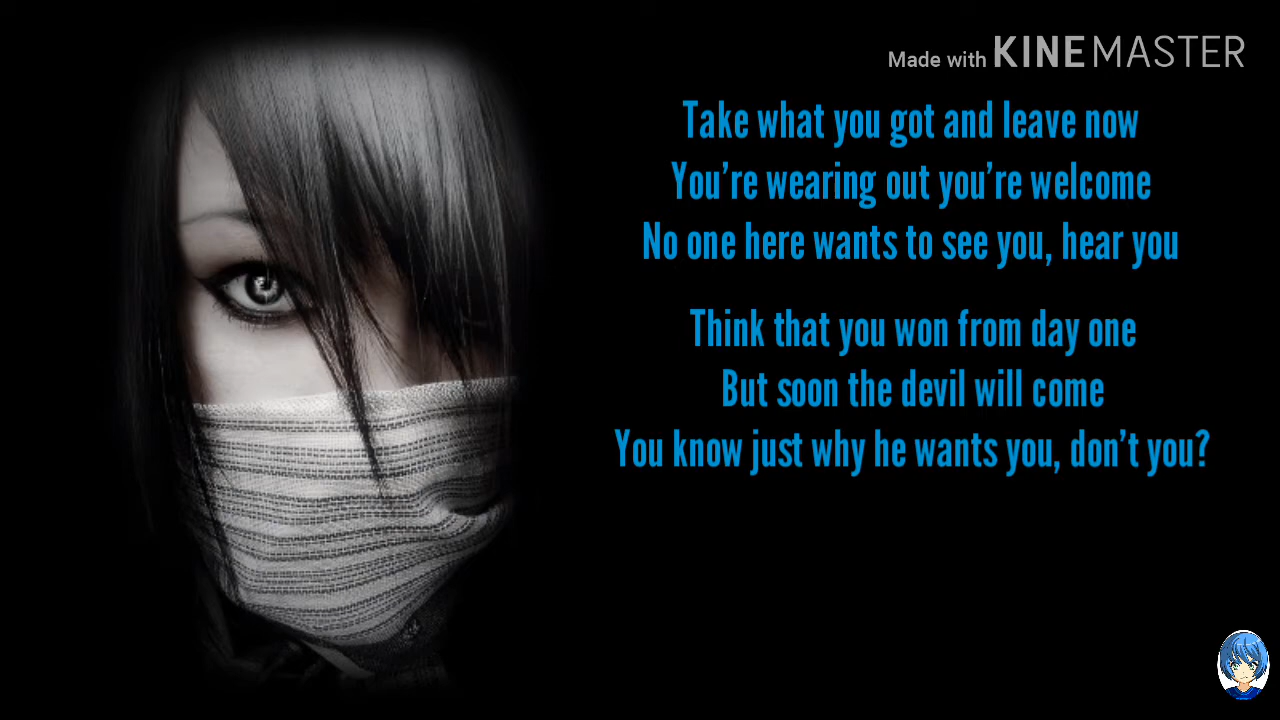 Made with KINEMASTER
Take what you got and leave now
You’re wearing out you’re welcome
No one here wants to see you, hear you
Think that you won from day one
But soon the devil will come
You know just why he wants you, don’t you?